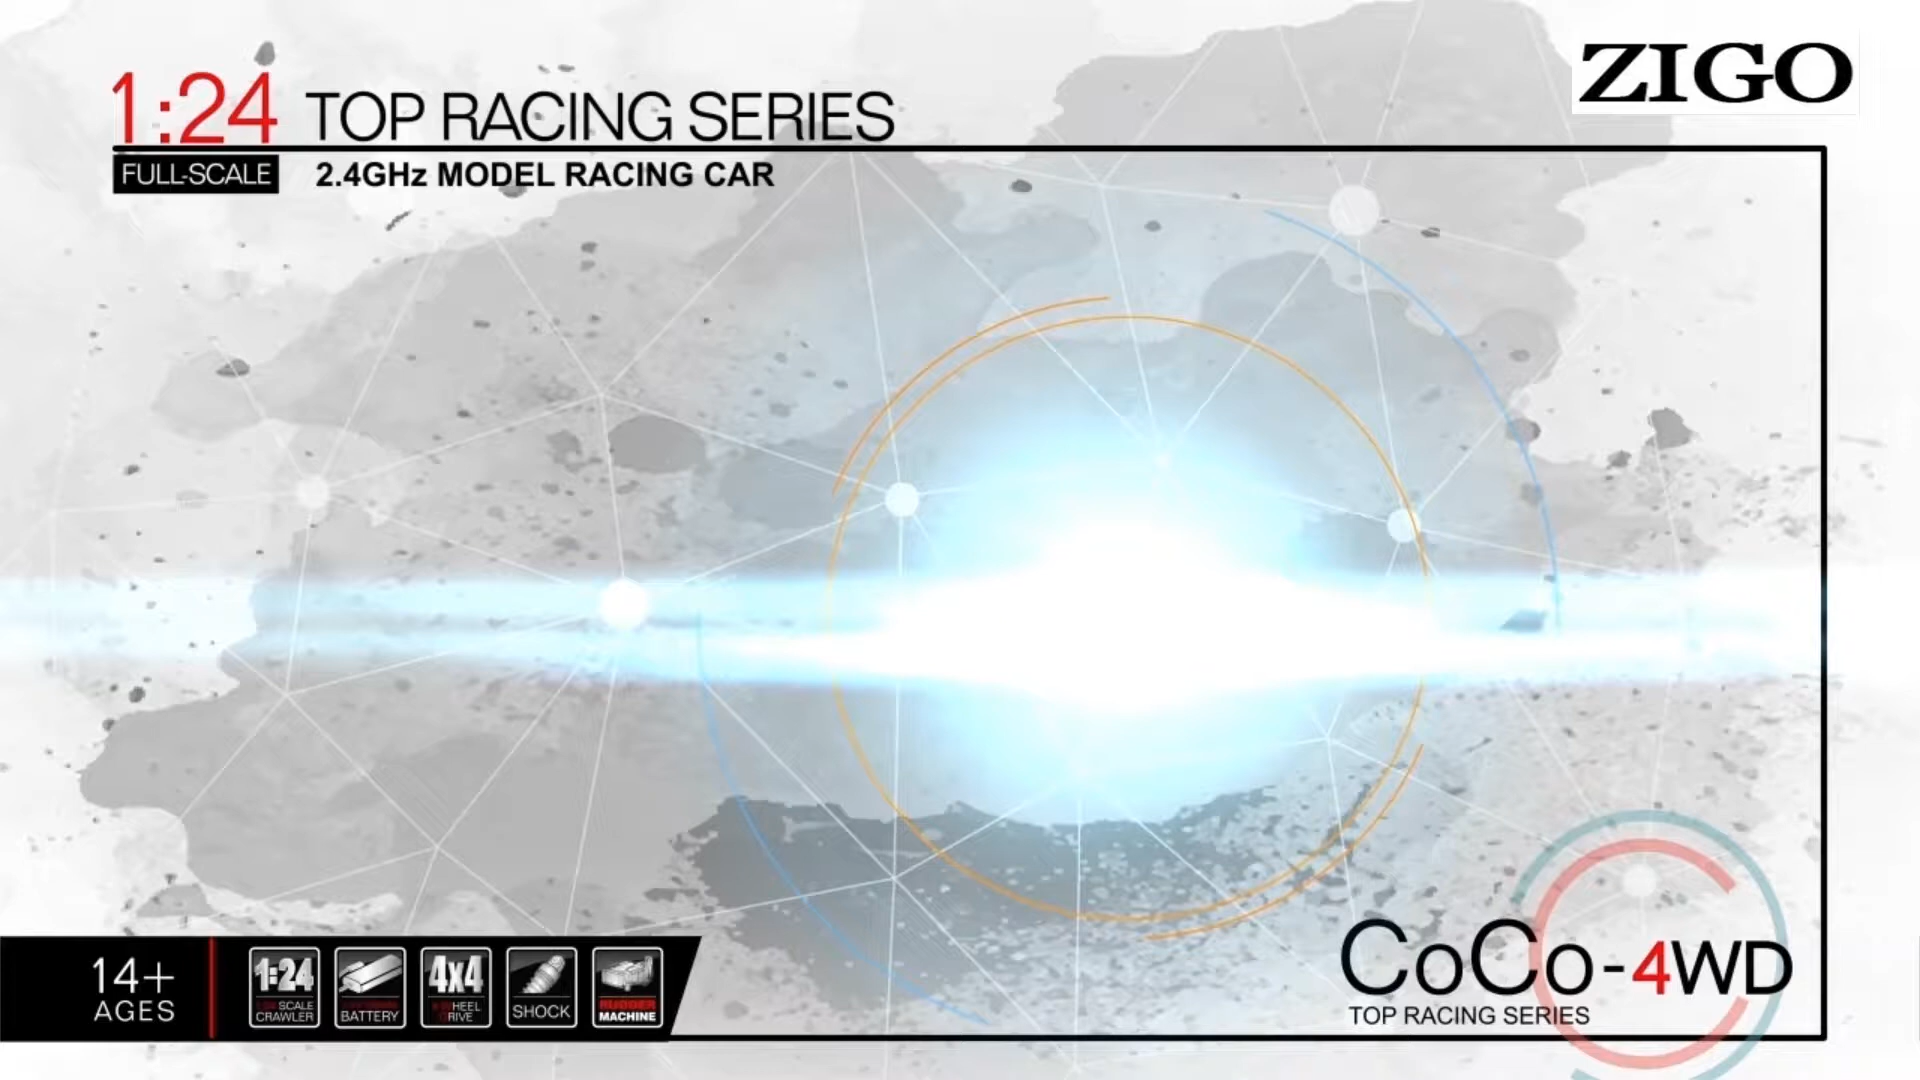 ZIGO
1:24 TOP RACING SERIES
FULL-SCALE 2.4GHz MODEL RACING CAR
14+
AGES
1:24
SCALE
CRAWLER
BATTERY
4x4
SHOCK
RUDDER
MACHINE
CoCo-4WD
TOP RACING SERIES